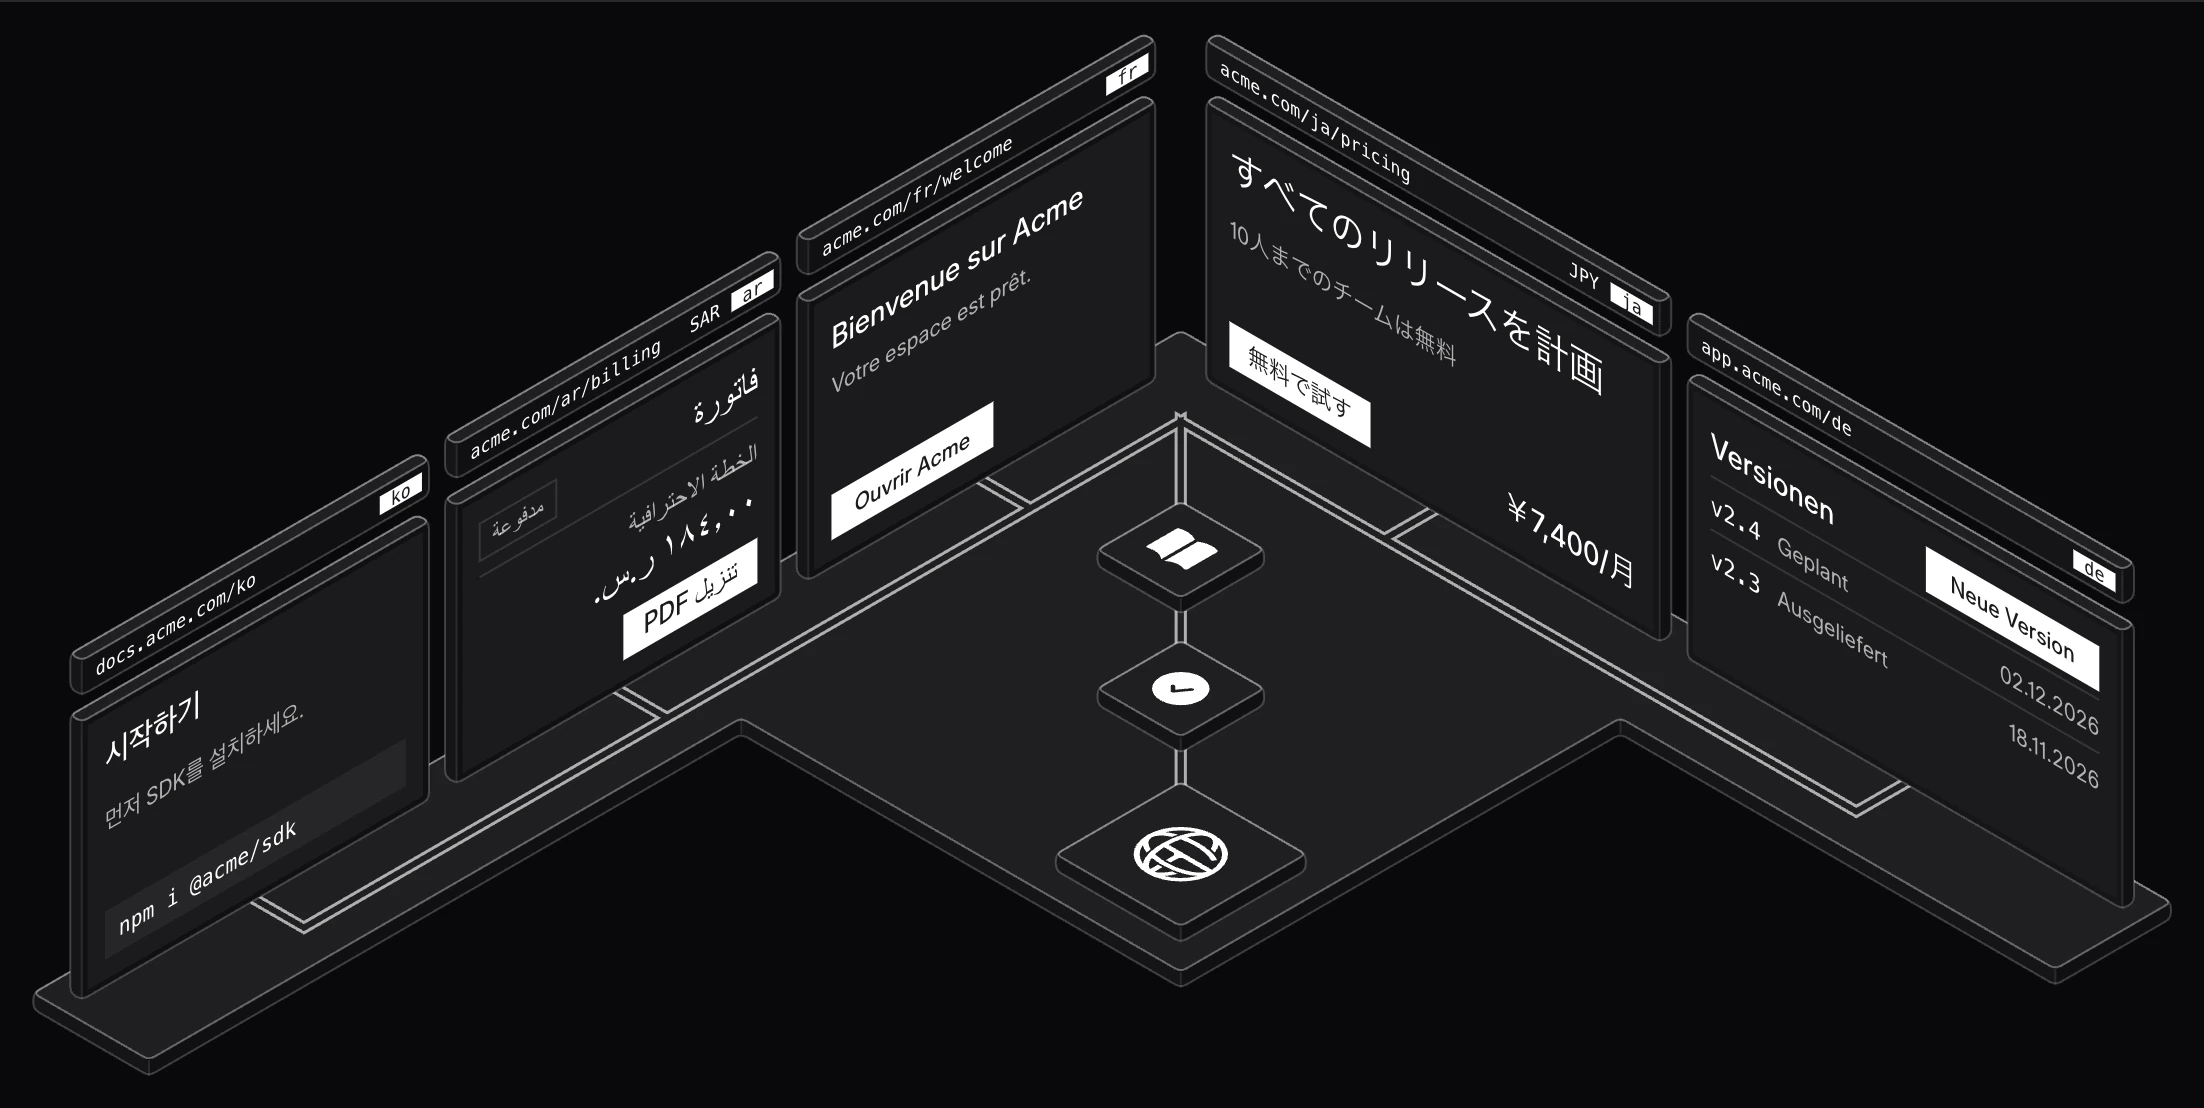 docs.acme.com/ko
ko
시작하기
먼저 SDK를 설치하세요.
npm i @acme/sdk
acme.com/ar/billing
SAR
ar
فاتورة
الخطة الاحترافية
مدفوعة
١٨٤,٠٠ ر.س.
تنزيل PDF
acme.com/fr/welcome
fr
Bienvenue sur Acme
Votre espace est prêt.
Ouvrir Acme
acme.com/ja/pricing
JPY
ja
すべてのリリースを計画
10人までのチームは無料
無料で試す
¥7,400/月
app.acme.com/de
de
Versionen
Neue Version
v2.4 Geplant 02.12.2026
v2.3 Ausgeliefert 18.11.2026